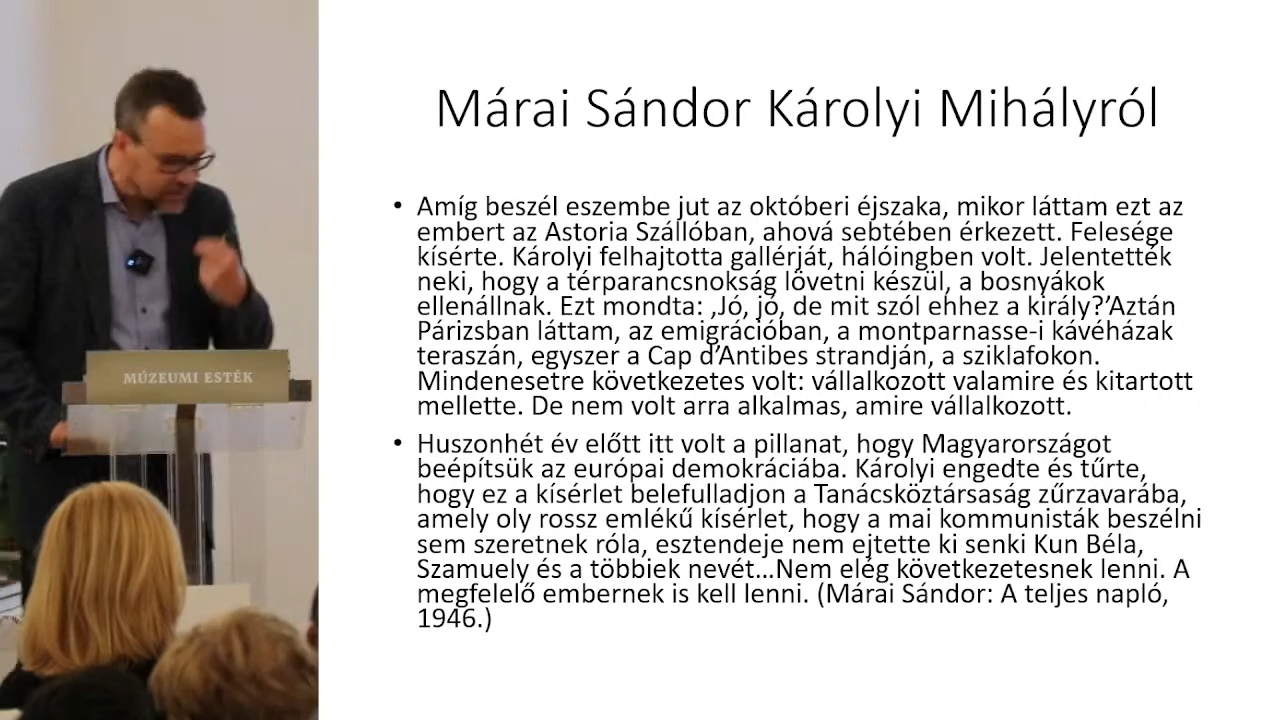 Márai Sándor Károlyi Mihályról
• Amíg beszél eszembe jut az októberi éjszaka, mikor láttam ezt az
embert az Astoria Szállóban, ahová sebtében érkezett. Felesége
kísérte. Károlyi felhajtotta gallérját, hálóingben volt. Jelentették
neki, hogy a térparancsnokság lövetni készül, a bosnyákok
ellenállnak. Ezt mondta: ‚Jó, jó, de mit szól ehhez a király?’Aztán
Párizsban láttam, az emigrációban, a montparnasse-i kávéházak
teraszán, egyszer a Cap d’Antibes strandján, a sziklafokon.
Mindenesetre következetes volt: vállalkozott valamire és kitartott
mellette. De nem volt arra alkalmas, amire vállalkozott.
• Huszonhét év előtt itt volt a pillanat, hogy Magyarországot
beépítsük az európai demokráciába. Károlyi engedte és tűrte,
hogy ez a kísérlet belefulladjon a Tanácsköztársaság zűrzavarába,
amely oly rossz emlékű kísérlet, hogy a mai kommunisták beszélni
sem szeretnek róla, esztendeje nem ejtette ki senki Kun Béla,
Szamuely és a többiek nevét…Nem elég következetesnek lenni. A
megfelelő embernek is kell lenni. (Márai Sándor: A teljes napló,
1946.)
MÚZEUMI ESTÉK